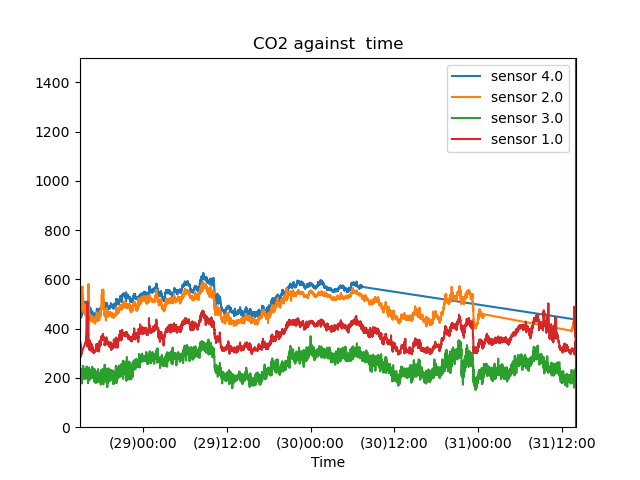 CO2 against  time
1400
1200
1000
800
600
400
200
0
sensor 4.0
sensor 2.0
sensor 3.0
sensor 1.0
(29)00:00 (29)12:00 (30)00:00 (30)12:00 (31)00:00 (31)12:00
Time